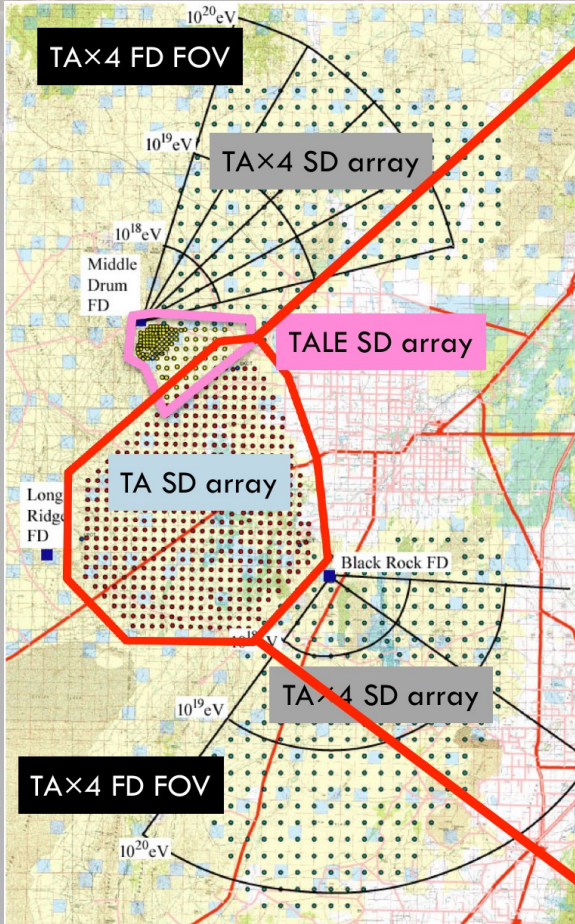 10²⁰eV
TA×4 FD FOV
10¹⁹eV
TA×4 SD array
10¹⁸eV
Middle
Drum
FD
TALE SD array
TA SD array
Long
Ridge
FD
Black Rock FD
TA×4 SD array
10¹⁹eV
TA×4 FD FOV
10²⁰eV